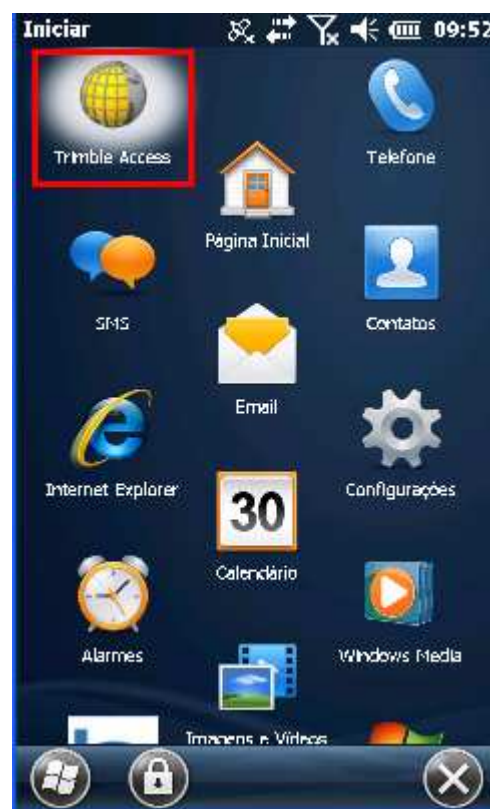 Iniciar 09:52
Trimble Access
Telefone
Página Inicial
SMS
Contatos
Email
Internet Explorer
Configurações
30
Calendário
Alarmes
Windows Media
Imagens e Vídeos